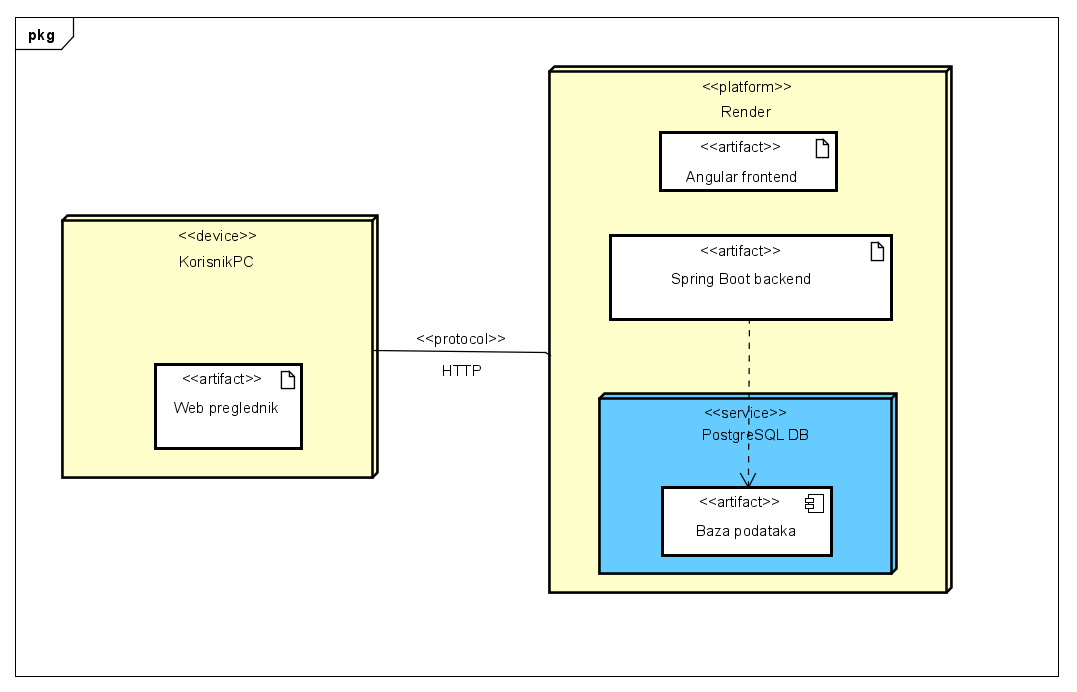 pkg
<<device>>
KorisnikPC
<<artifact>>
Web preglednik
<<protocol>>
HTTP
<<platform>>
Render
<<artifact>>
Angular frontend
<<artifact>>
Spring Boot backend
<<service>>
PostgreSQL DB
<<artifact>>
Baza podataka